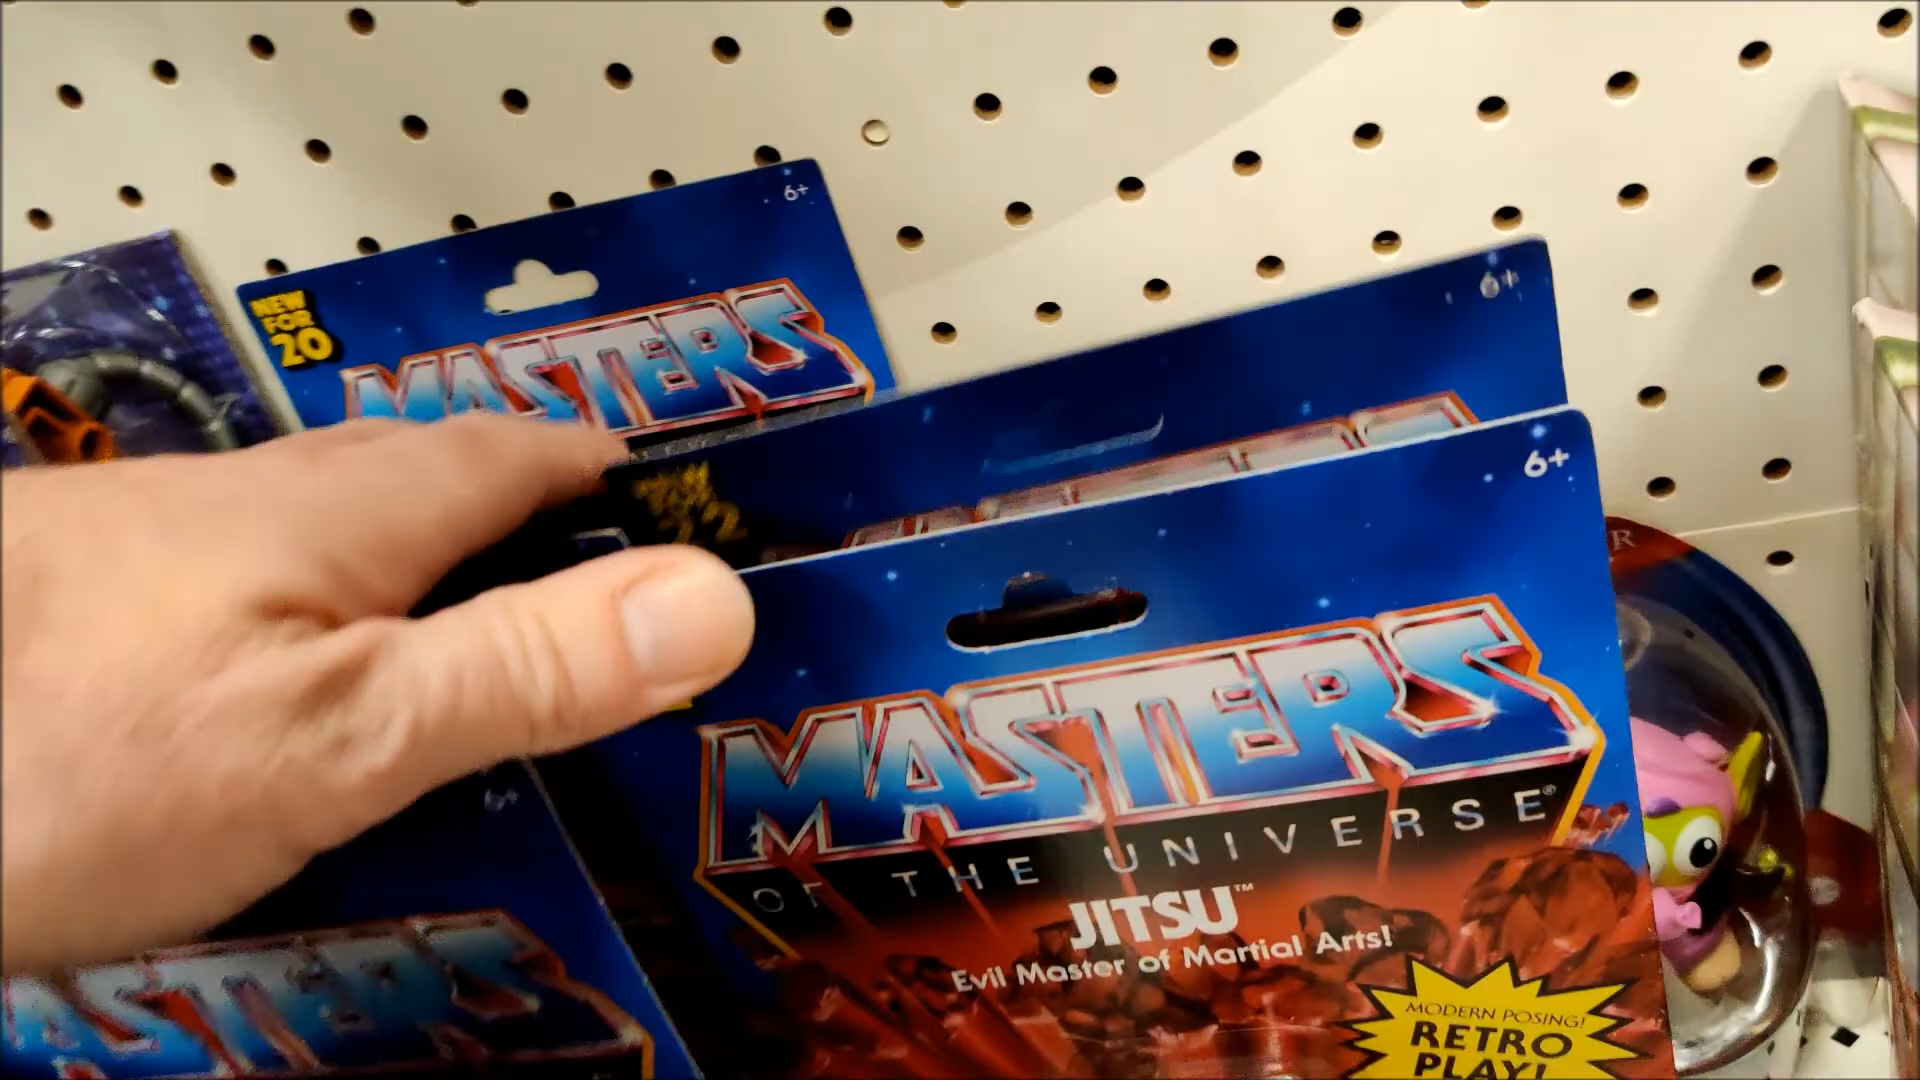 6+
NEW
FOR
20
MASTERS
6+
6+
MASTERS
OF THE UNIVERSE®
JITSU™
Evil Master of Martial Arts!
MODERN POSING!
RETRO
PLAY!
6+